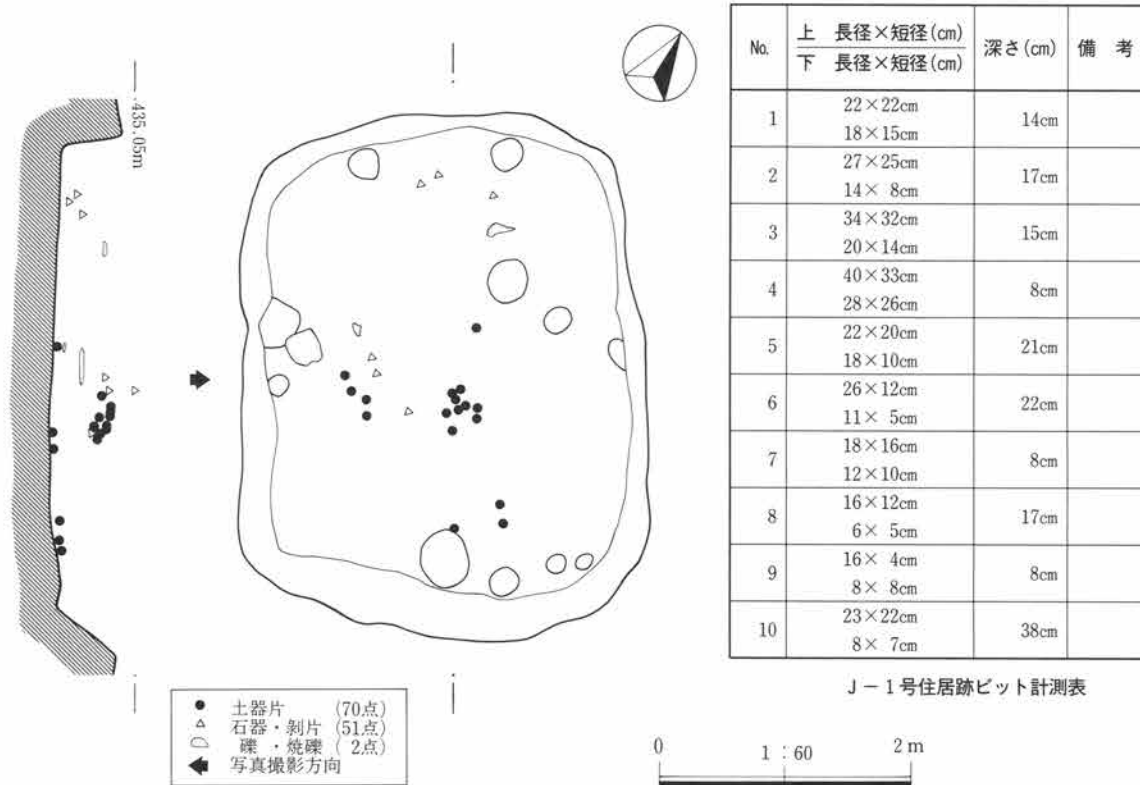 435.05m
No. 上 長径×短径(cm) 深さ(cm) 備 考
下 長径×短径(cm)
1 22×22cm 14cm
18×15cm
2 27×25cm 17cm
14× 8cm
3 34×32cm 15cm
20×14cm
4 40×33cm 8cm
28×26cm
5 22×20cm 21cm
18×10cm
6 26×12cm 22cm
11× 5cm
7 18×16cm 8cm
12×10cm
8 16×12cm 17cm
6× 5cm
9 16× 4cm 8cm
8× 8cm
10 23×22cm 38cm
8× 7cm
J－1号住居跡ピット計測表
土器片 (70点)
石器・剝片 (51点)
礫・焼礫 ( 2点)
写真撮影方向
0 1:60 2m